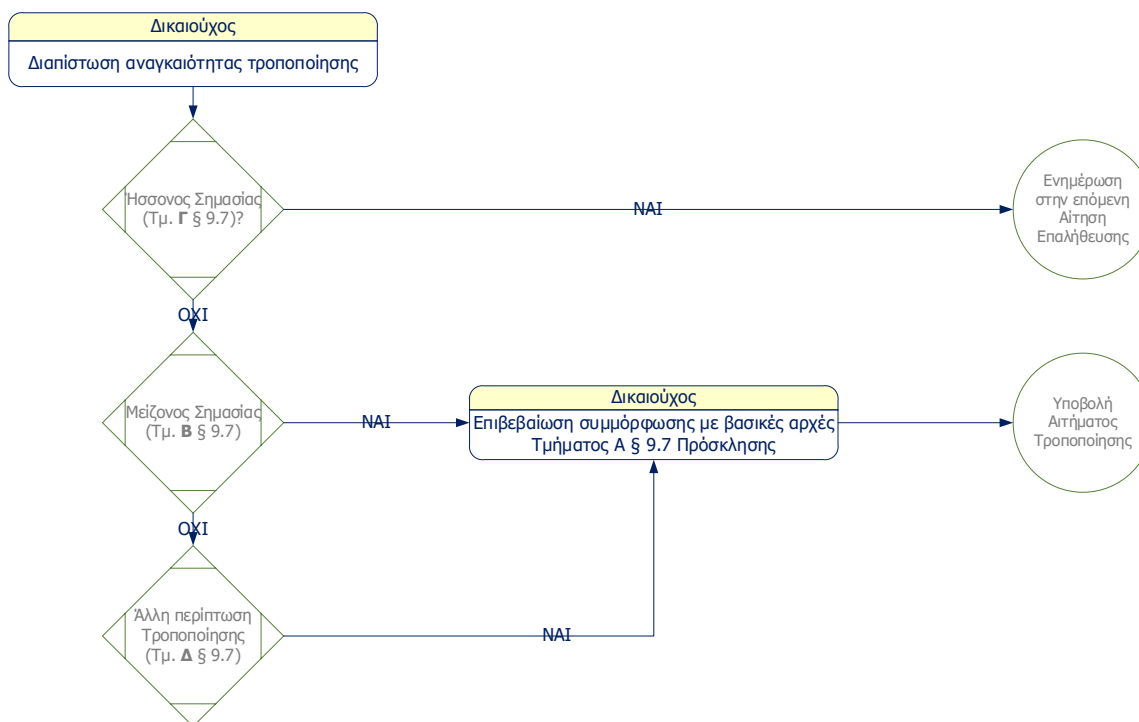 Δικαιούχος
Διαπίστωση αναγκαιότητας τροποποίησης
Ήσσονος Σημασίας
(Τμ. Γ § 9.7)?
ΝΑΙ
Ενημέρωση
στην επόμενη
Αίτηση
Επαλήθευσης
ΟΧΙ
Μείζονος Σημασίας
(Τμ. Β § 9.7)
ΝΑΙ
Δικαιούχος
Επιβεβαίωση συμμόρφωσης με βασικές αρχές
Τμήματος Α § 9.7 Πρόσκλησης
Υποβολή
Αιτήματος
Τροποποίησης
ΟΧΙ
Άλλη περίπτωση
Τροποποίησης
(Τμ. Δ § 9.7)
ΝΑΙ